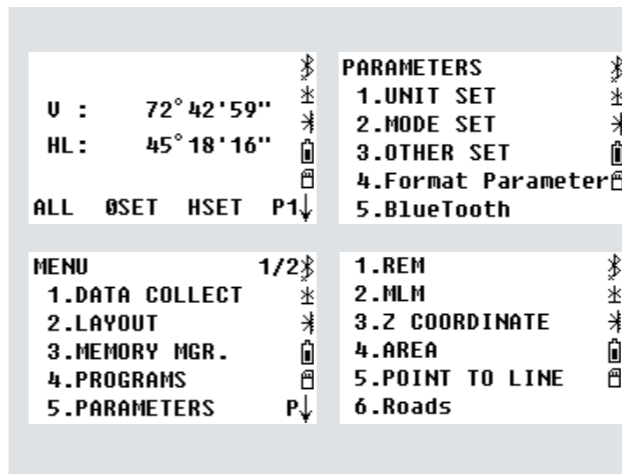 V : 72°42'59"
HL: 45°18'16"
ALL 0SET HSET P1↓
PARAMETERS
1.UNIT SET
2.MODE SET
3.OTHER SET
4.Format Parameter
5.BlueTooth
MENU 1/2
1.DATA COLLECT
2.LAYOUT
3.MEMORY MGR.
4.PROGRAMS
5.PARAMETERS P↓
1.REM
2.MLM
3.Z COORDINATE
4.AREA
5.POINT TO LINE
6.Roads